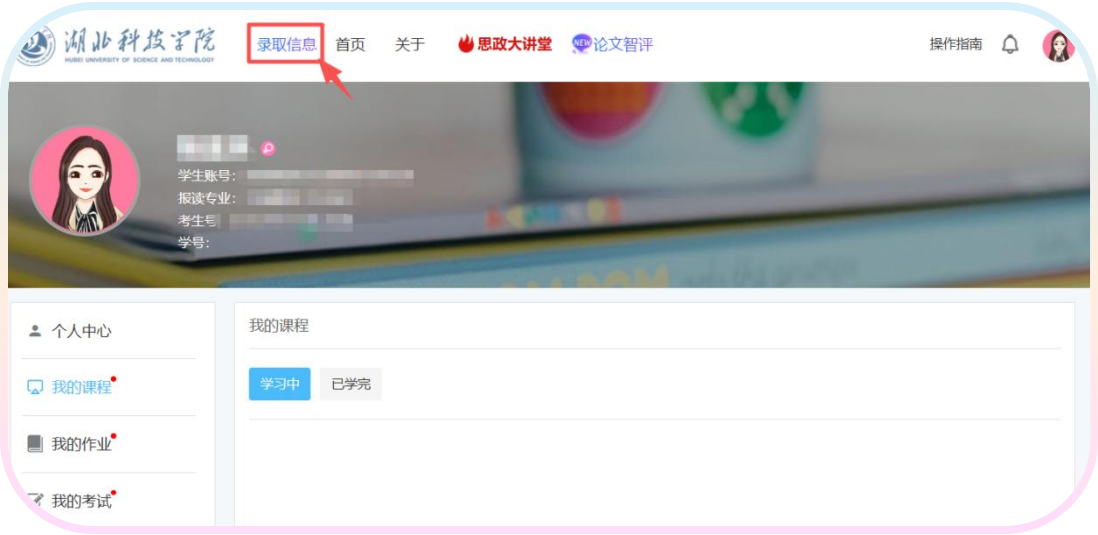 湖北科技学院
HUBEI UNIVERSITY OF SCIENCE AND TECHNOLOGY
录取信息 首页 关于 思政大讲堂 NEW 论文智评 操作指南
学生账号:
报读专业:
考生号
学号:
个人中心
我的课程
我的作业
我的考试
我的课程
学习中 已学完